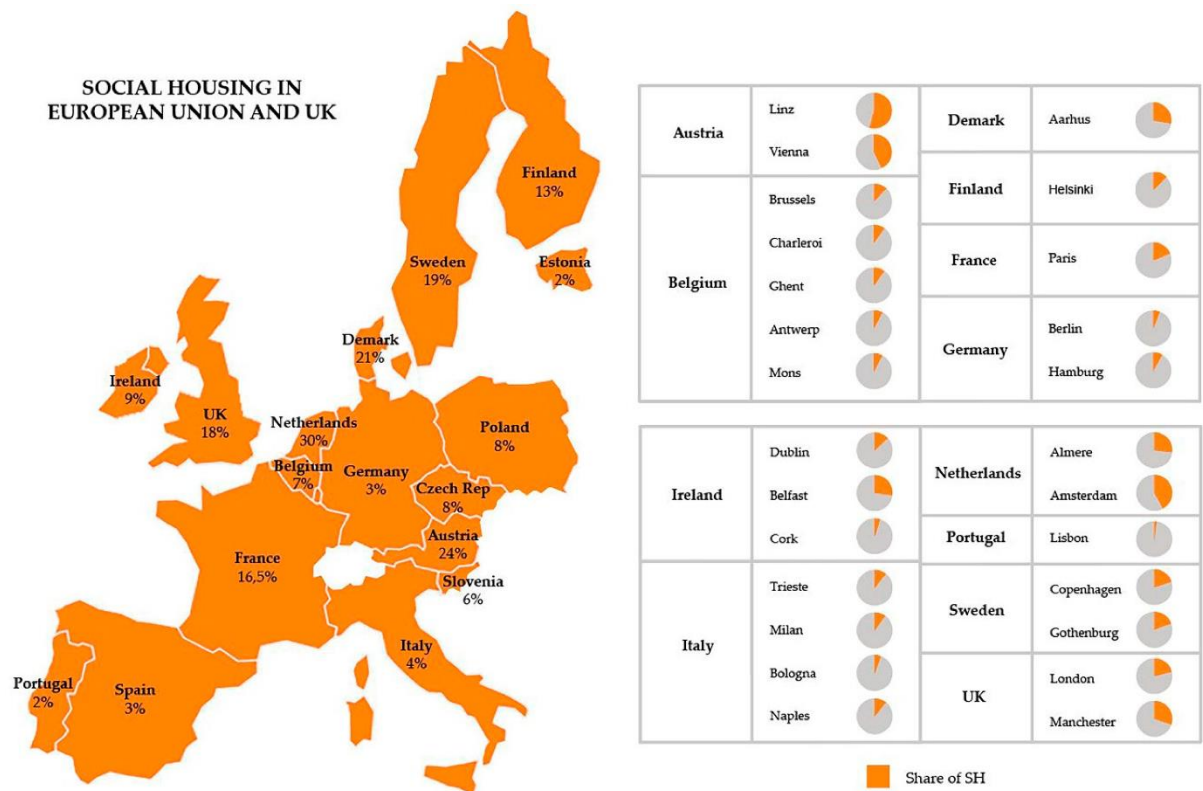 SOCIAL HOUSING IN
EUROPEAN UNION AND UK
Finland
13%
Sweden
19%
Estonia
2%
Demark
21%
Ireland
9%
UK
18%
Netherlands
30%
Belgium
7%
Germany
3%
Poland
8%
Czech Rep
8%
Austria
24%
Slovenia
6%
France
16,5%
Italy
4%
Portugal
2%
Spain
3%
Austria
Linz
Vienna
Belgium
Brussels
Charleroi
Ghent
Antwerp
Mons
Demark
Aarhus
Finland
Helsinki
France
Paris
Germany
Berlin
Hamburg
Ireland
Dublin
Belfast
Cork
Italy
Trieste
Milan
Bologna
Naples
Netherlands
Almere
Amsterdam
Portugal
Lisbon
Sweden
Copenhagen
Gothenburg
UK
London
Manchester
Share of SH